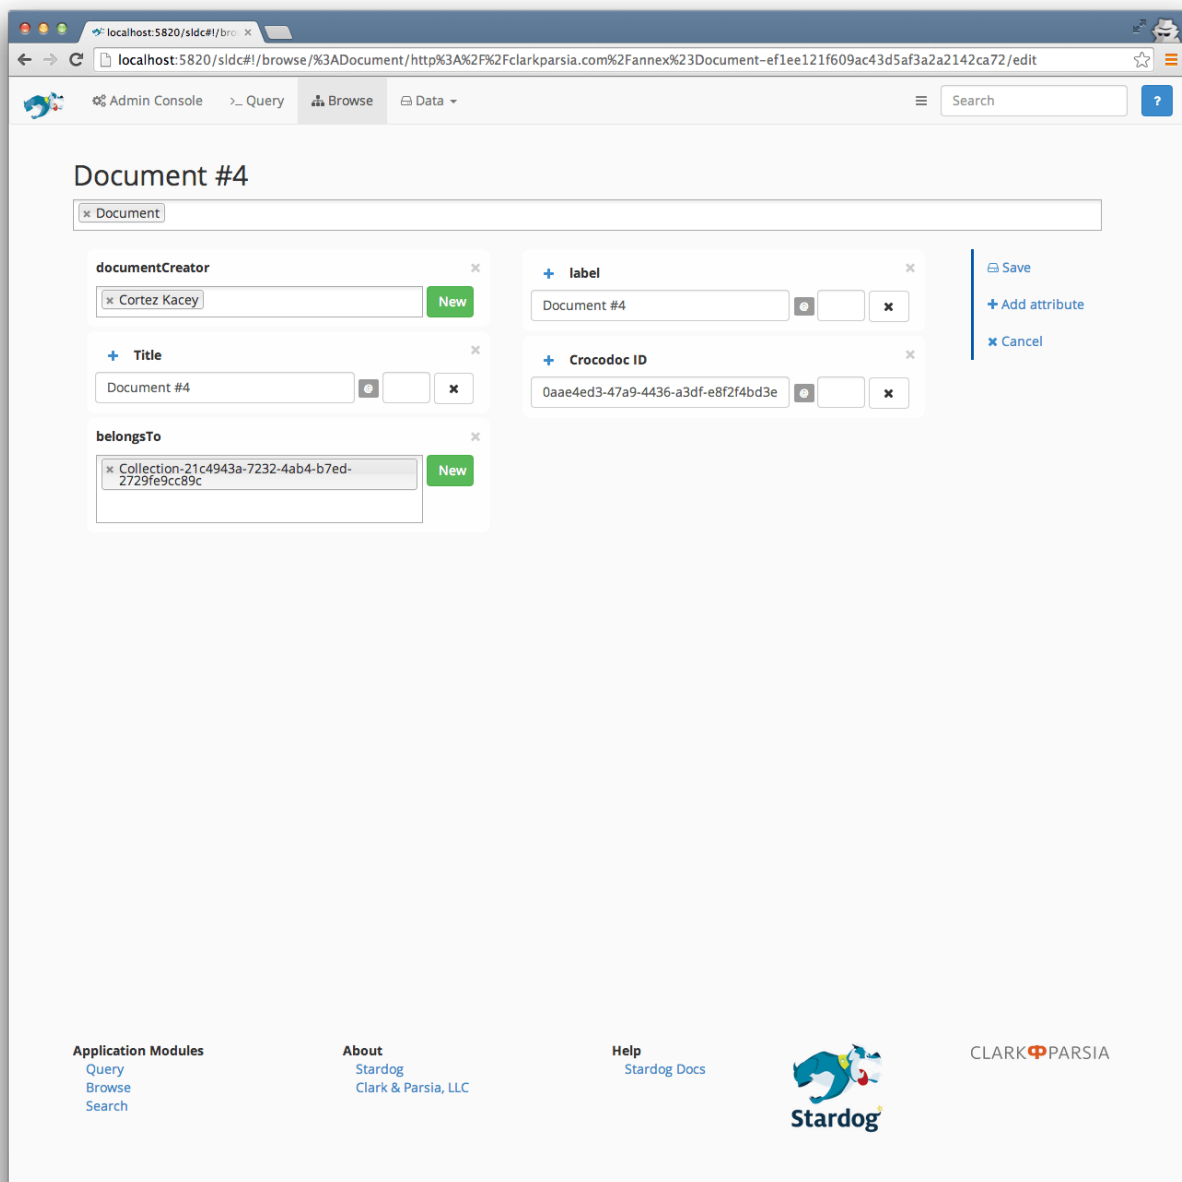 localhost:5820/sldc#!/bro
localhost:5820/sldc#!/browse/%3ADocument/http%3A%2F%2Fclarkparsia.com%2Fannex%23Document-ef1ee121f609ac43d5af3a2a2142ca72/edit
Admin Console >_ Query Browse Data Search ?
Document #4
× Document
documentCreator ×
× Cortez Kacey New
+ Title ×
Document #4 @ ×
belongsTo ×
× Collection-21c4943a-7232-4ab4-b7ed- New
2729fe9cc89c
+ label ×
Document #4 @ ×
+ Crocodoc ID ×
0aae4ed3-47a9-4436-a3df-e8f2f4bd3e @ ×
Save
+ Add attribute
× Cancel
Application Modules
Query
Browse
Search
About
Stardog
Clark & Parsia, LLC
Help
Stardog Docs
Stardog
CLARK PARSIA